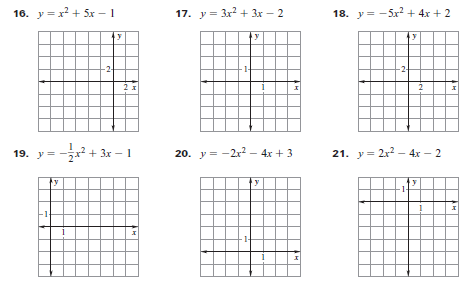 16. y = x² + 5x − 1
17. y = 3x² + 3x − 2
18. y = −5x² + 4x + 2
y
2
2 x
y
1
1 x
y
2
2 x
19. y = −1/2x² + 3x − 1
20. y = −2x² − 4x + 3
21. y = 2x² − 4x − 2
y
1
1 x
y
1
1 x
y
1
1 x